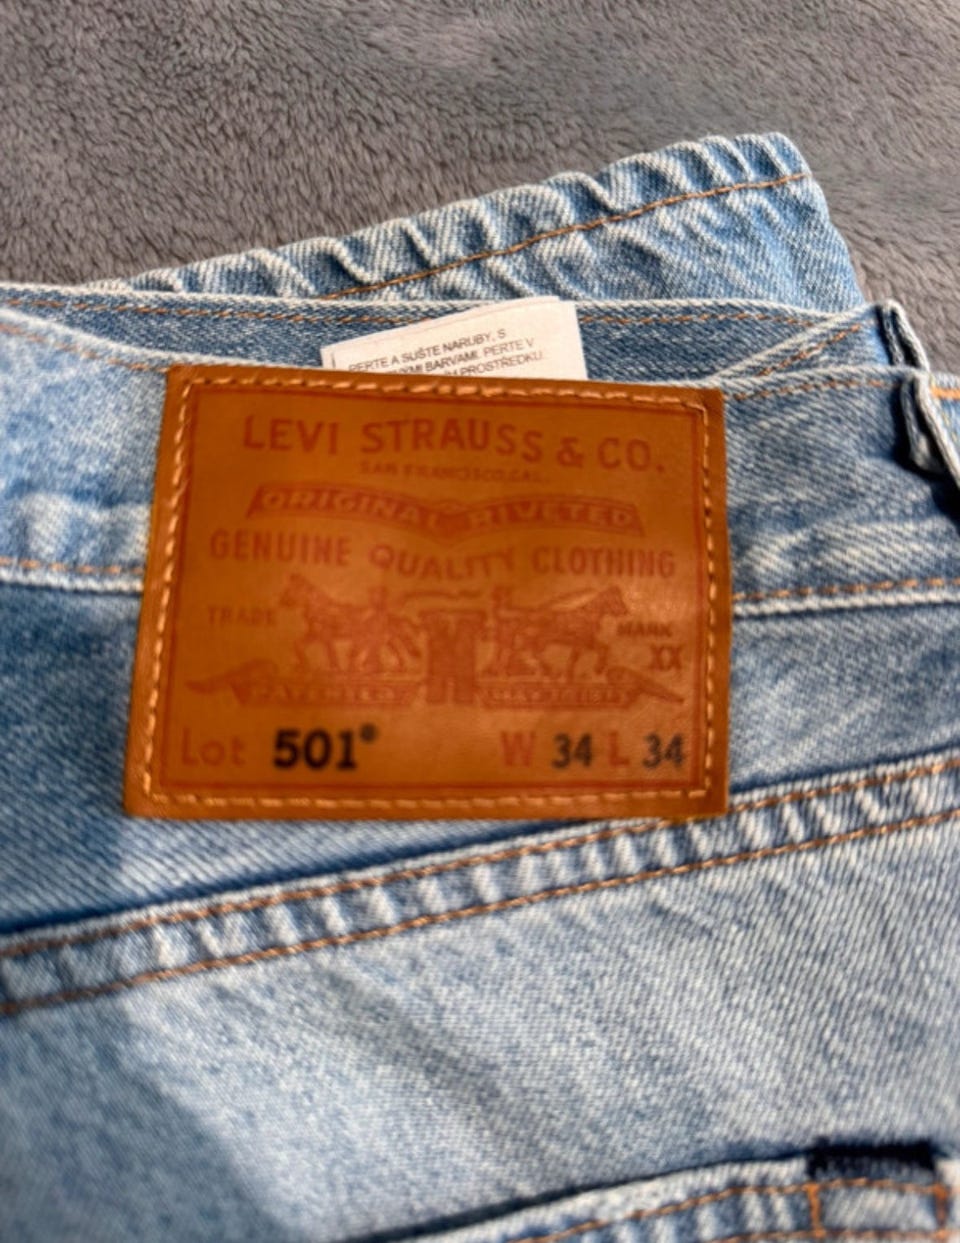 PERTE A SUŠTE NARUBY, S
BARVAMI. PERTE V
PROSTŘEDKU.
LEVI STRAUSS & CO.
SAN FRANCISCO, CAL.
ORIGINAL RIVETED
GENUINE QUALITY CLOTHING
TRADE MARK
XX
PATENTED
Lot 501® W 34 L 34